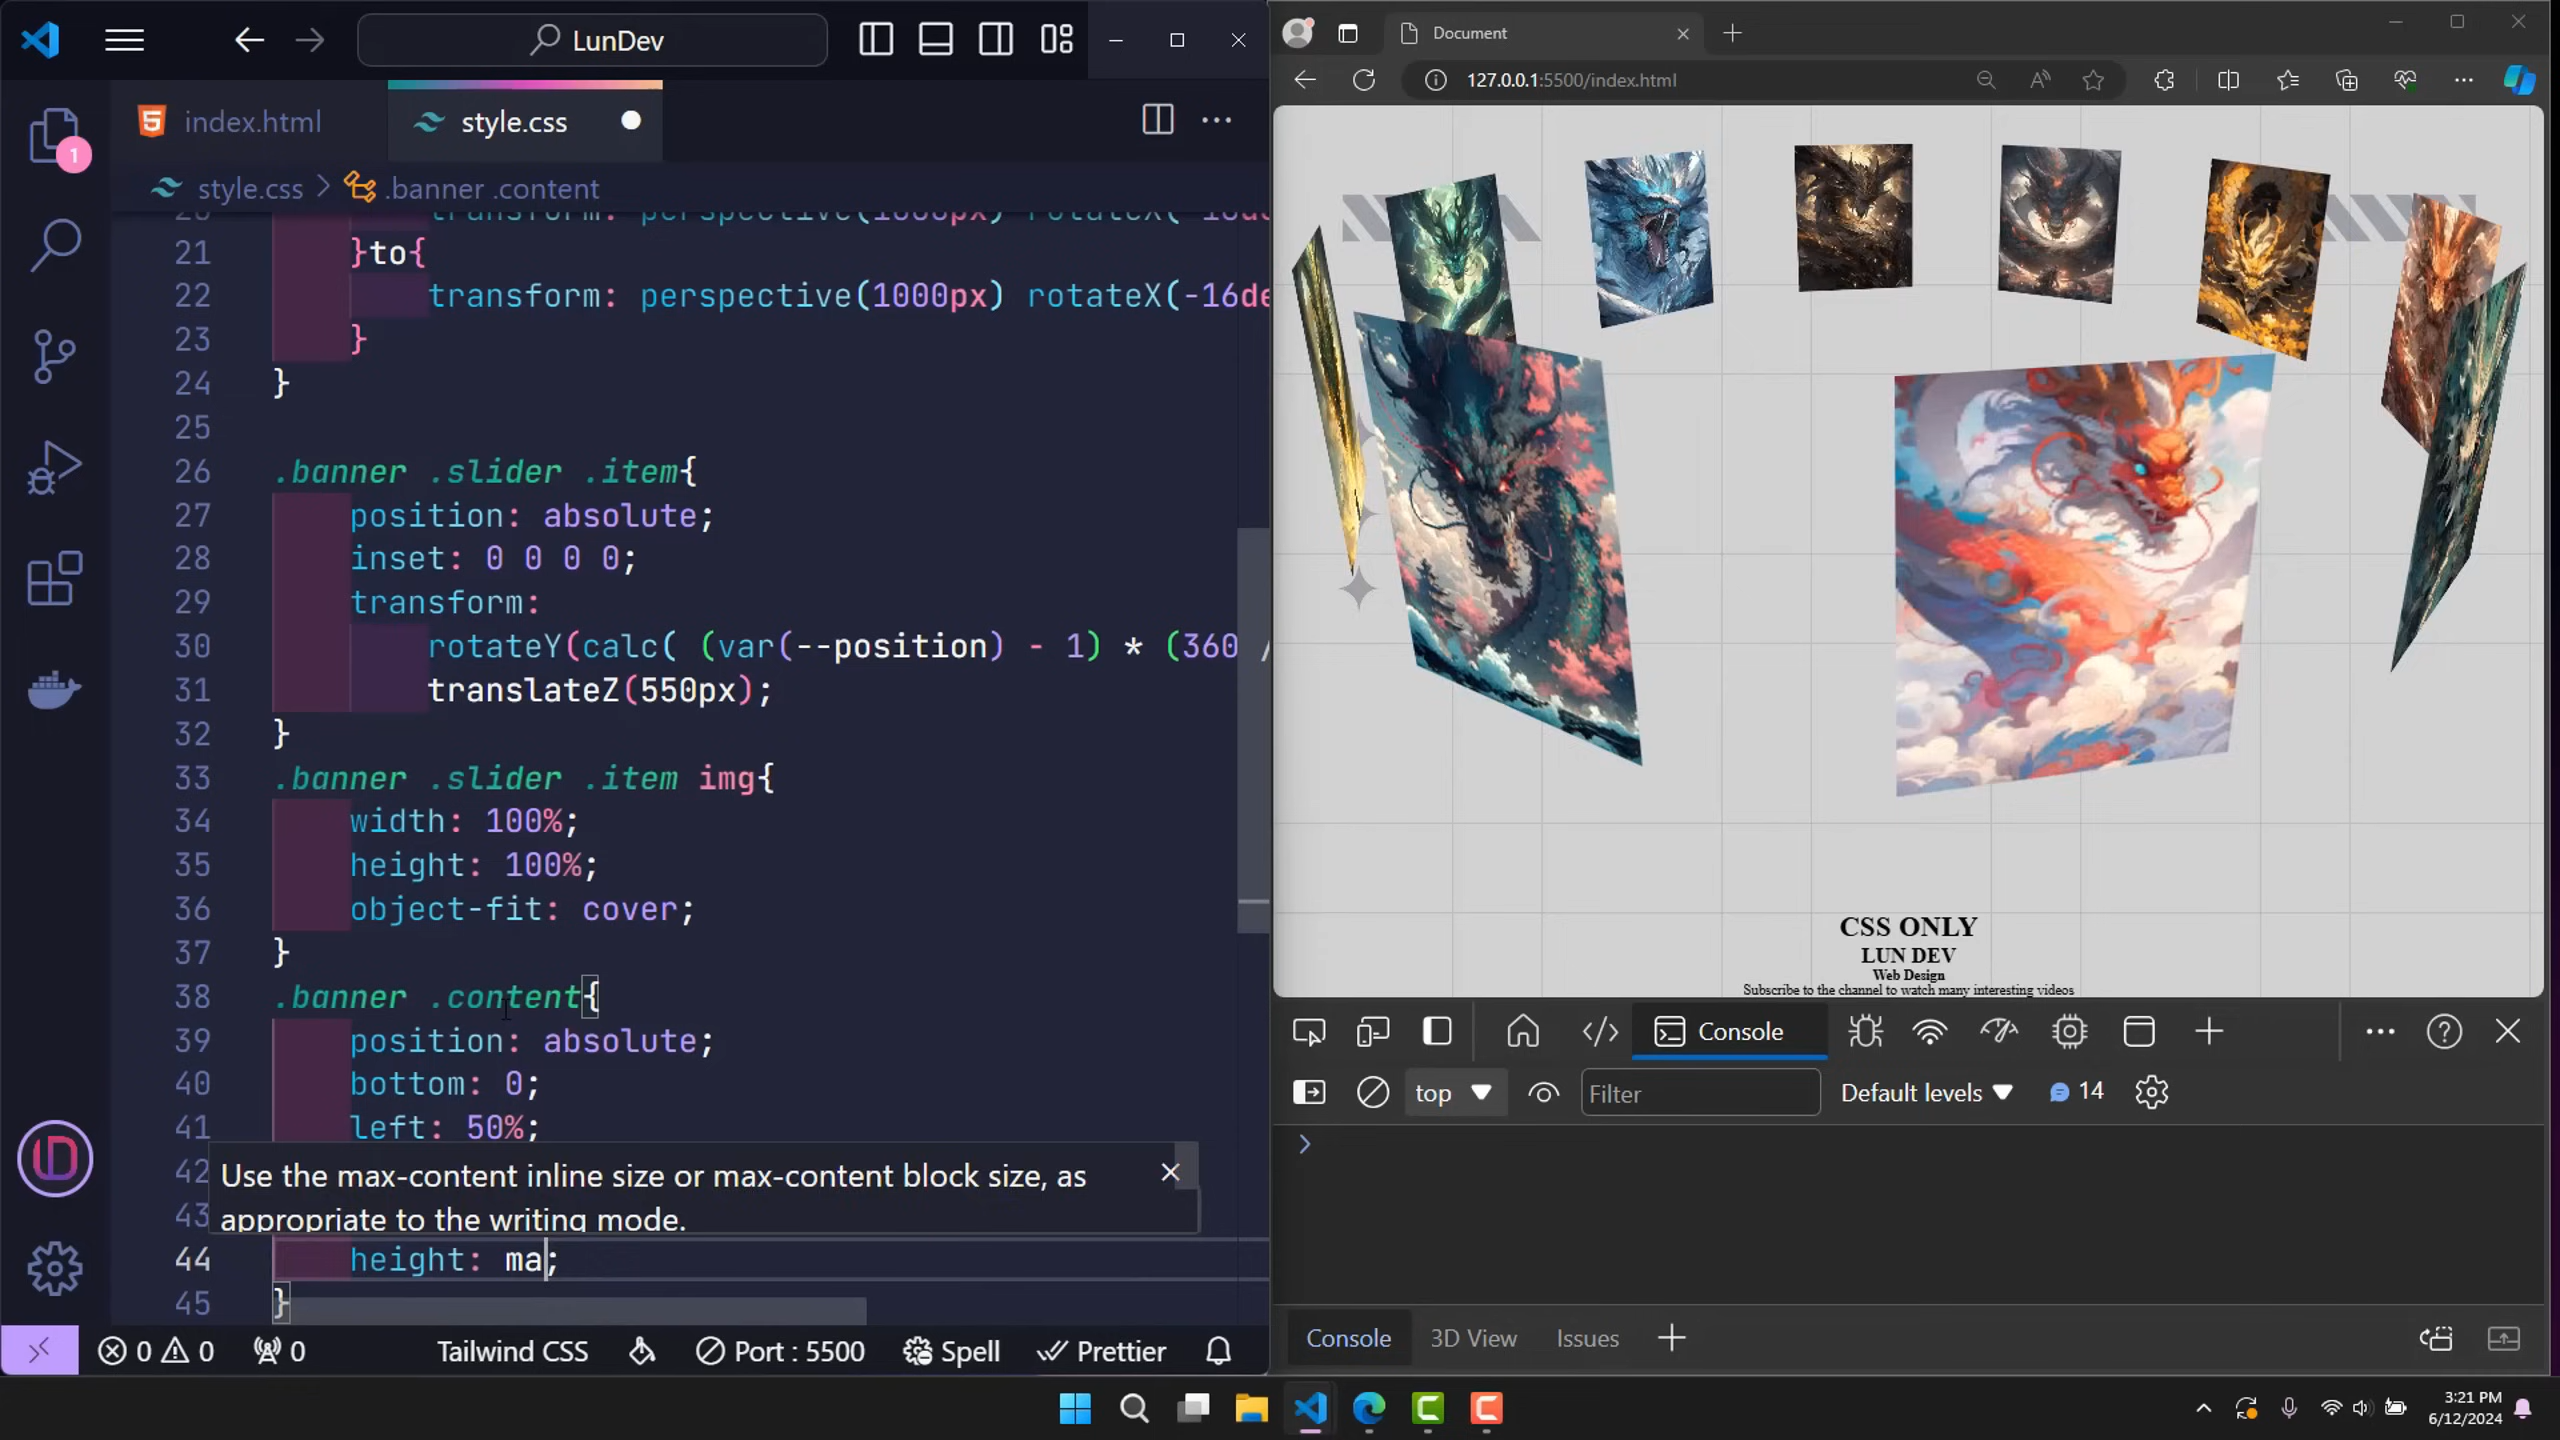 LunDev
index.html
style.css
style.css > .banner .content
20 transform: perspective(1000px) rotateX(-16de
21 }to{
22 transform: perspective(1000px) rotateX(-16de
23 }
24 }
25
26 .banner .slider .item{
27 position: absolute;
28 inset: 0 0 0 0;
29 transform:
30 rotateY(calc( (var(--position) - 1) * (360 /
31 translateZ(550px);
32 }
33 .banner .slider .item img{
34 width: 100%;
35 height: 100%;
36 object-fit: cover;
37 }
38 .banner .content{
39 position: absolute;
40 bottom: 0;
41 left: 50%;
42
43
Use the max-content inline size or max-content block size, as
appropriate to the writing mode.
44 height: ma;
45 }
1
0 0 0
Tailwind CSS
Port : 5500
Spell
Prettier
Document
127.0.0.1:5500/index.html
CSS ONLY
LUN DEV
Web Design
Subscribe to the channel to watch many interesting videos
Console
top
Filter
Default levels
14
Console 3D View Issues
3:21 PM
6/12/2024